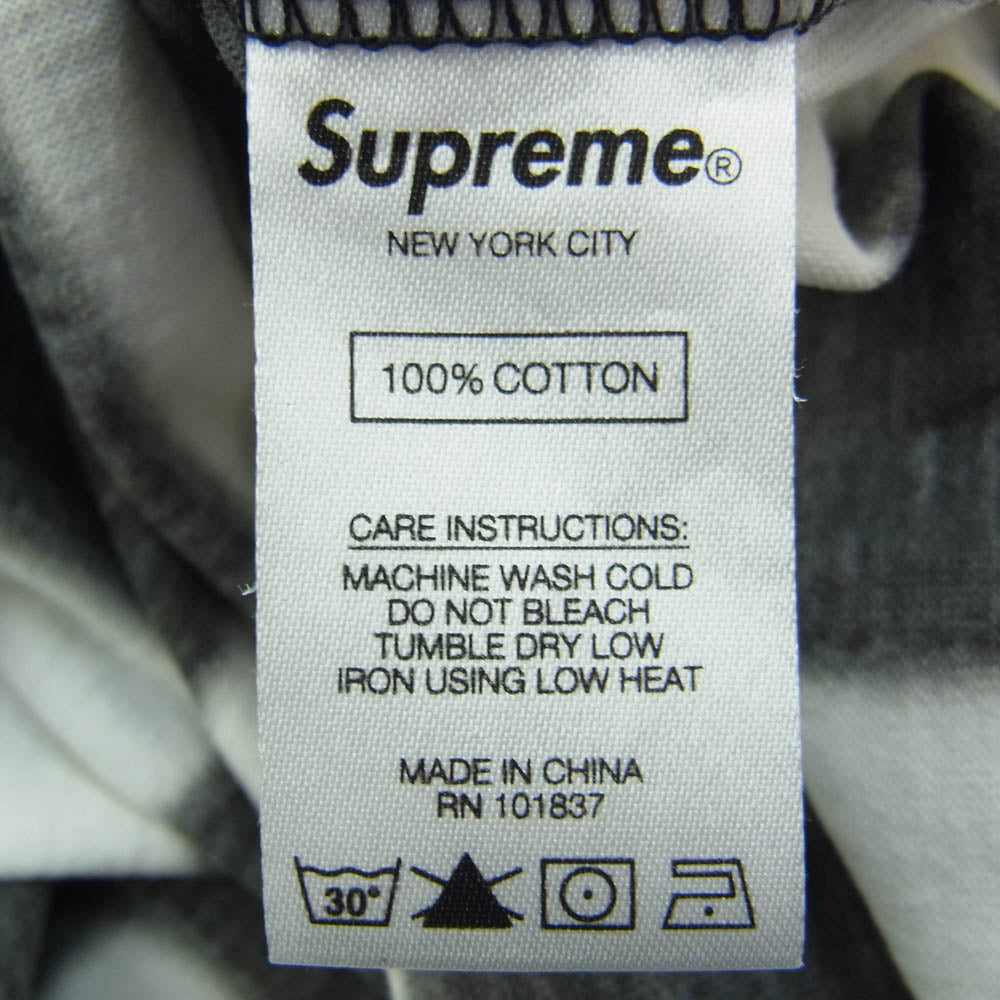 Supreme®
NEW YORK CITY
100% COTTON
CARE INSTRUCTIONS:
MACHINE WASH COLD
DO NOT BLEACH
TUMBLE DRY LOW
IRON USING LOW HEAT
MADE IN CHINA
RN 101837
30°